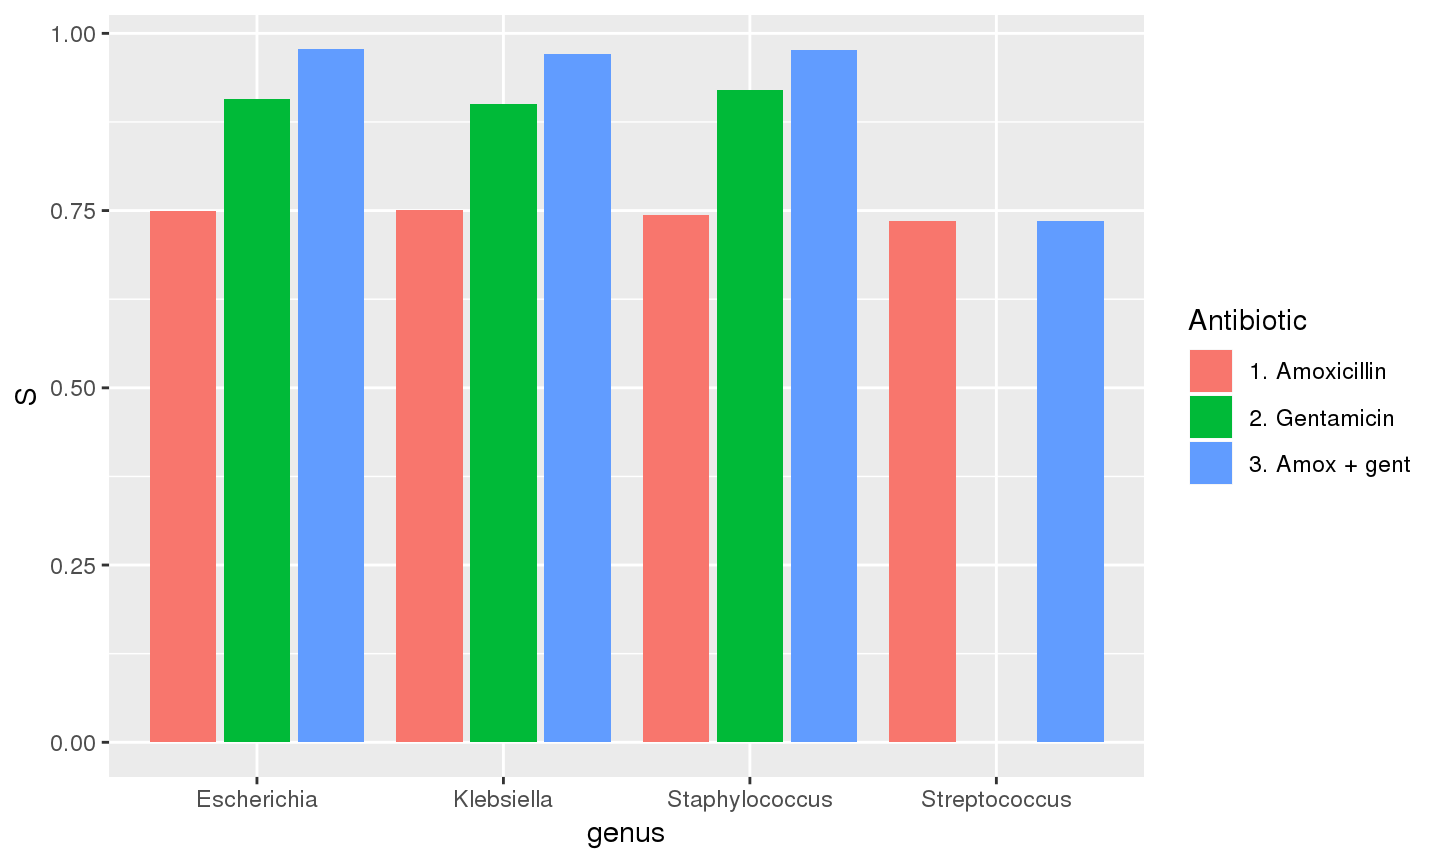 1.00
0.75
0.50
0.25
0.00
S
Escherichia
Klebsiella
Staphylococcus
Streptococcus
genus
Antibiotic
1. Amoxicillin
2. Gentamicin
3. Amox + gent